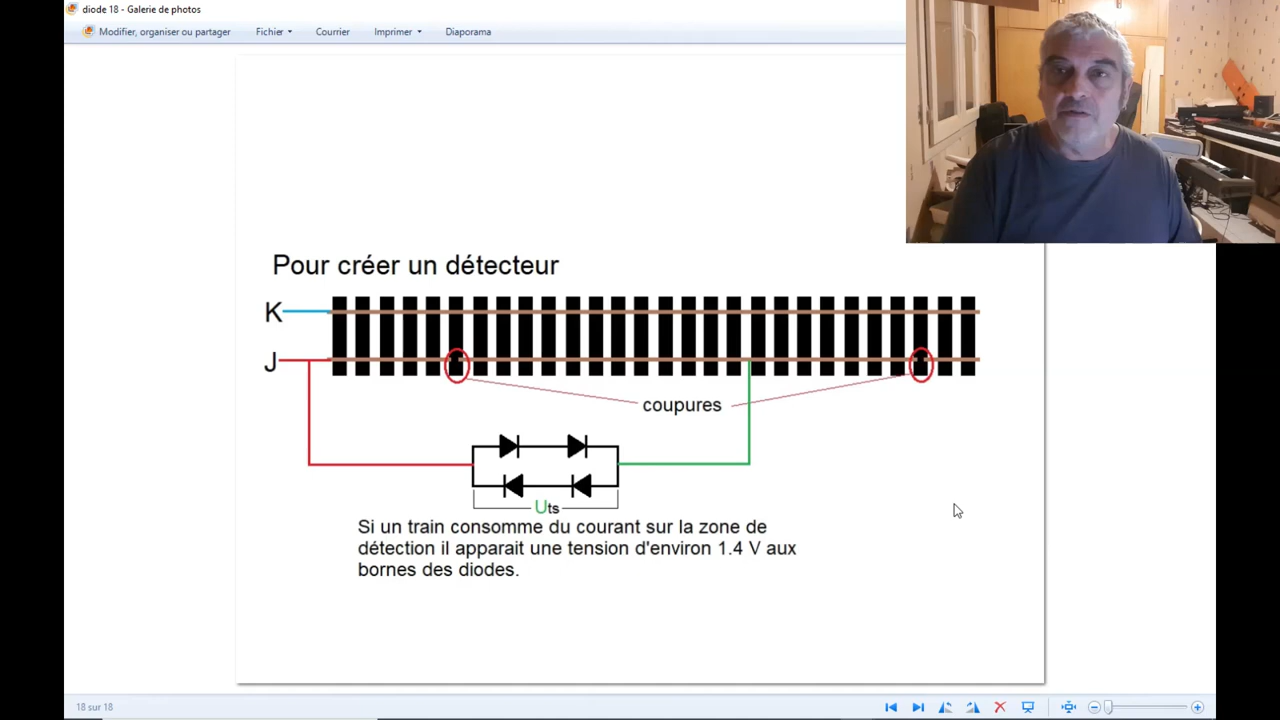 diode 18 - Galerie de photos
Modifier, organiser ou partager Fichier Courrier Imprimer Diaporama
Pour créer un détecteur
K
J
coupures
Uts
Si un train consomme du courant sur la zone de
détection il apparait une tension d'environ 1.4 V aux
bornes des diodes.
18 sur 18